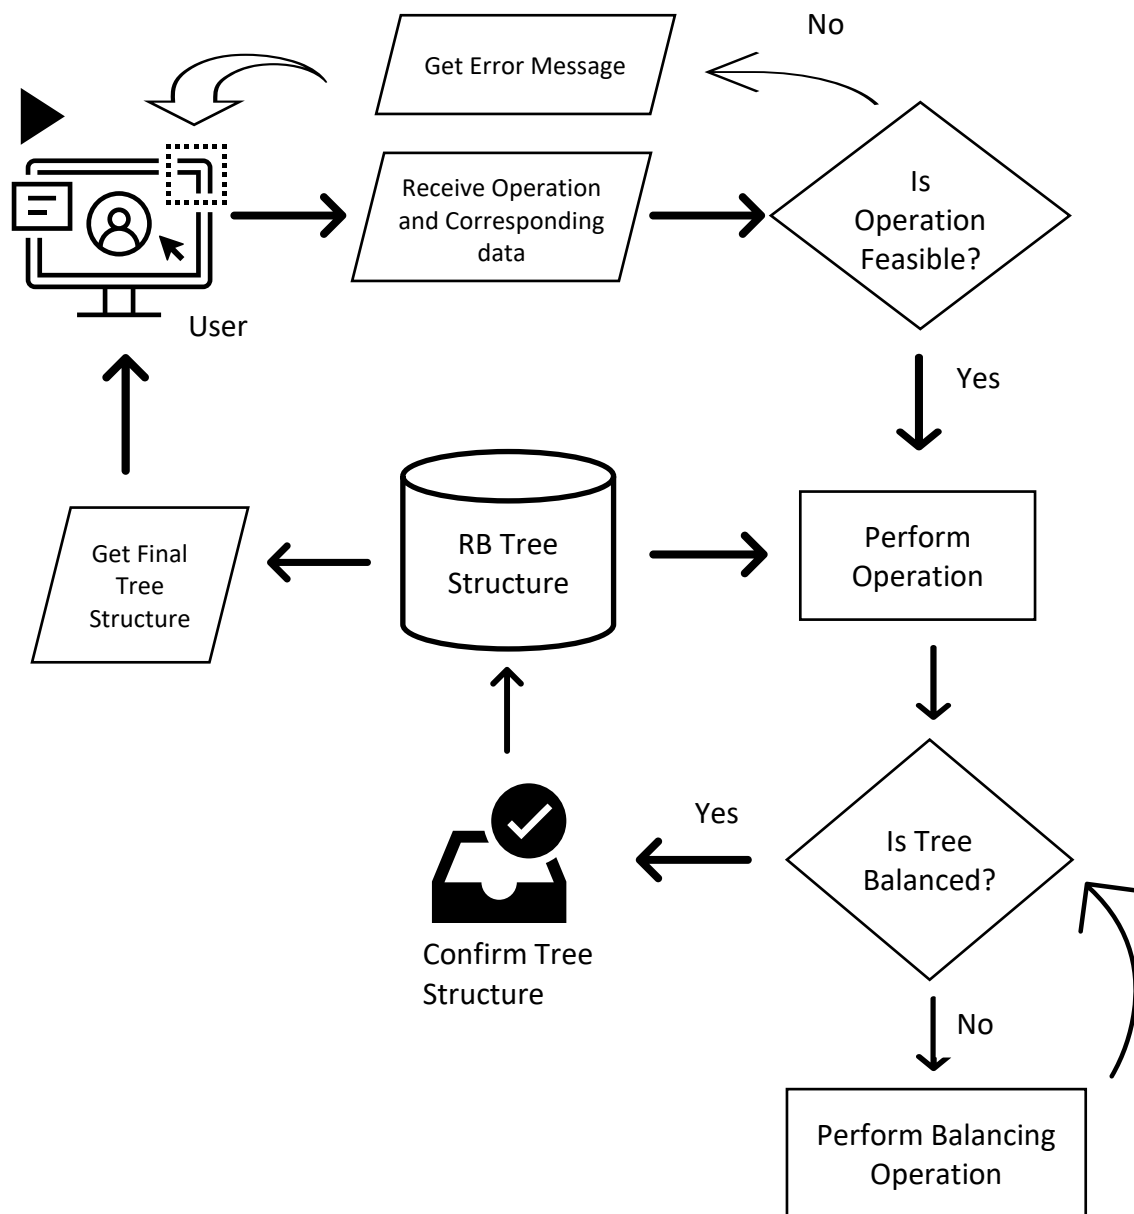 No
Get Error Message
Receive Operation
and Corresponding
data
Is
Operation
Feasible?
User
Yes
Get Final
Tree
Structure
RB Tree
Structure
Perform
Operation
Yes
Is Tree
Balanced?
Confirm Tree
Structure
No
Perform Balancing
Operation